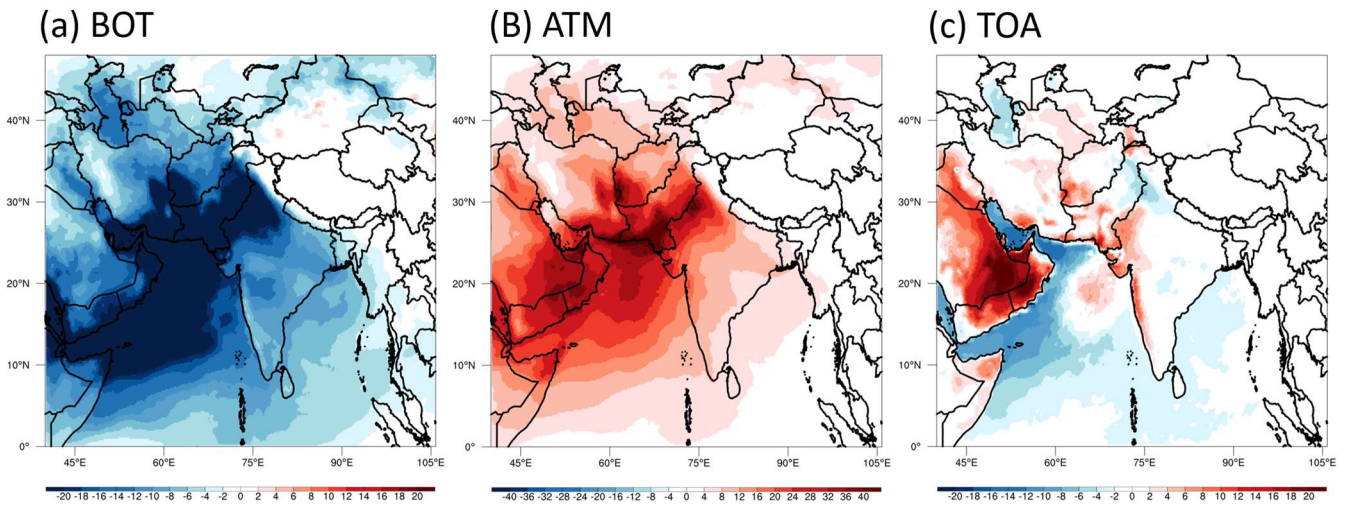 (a) BOT (B) ATM (c) TOA
40°N 40°N 40°N
30°N 30°N 30°N
20°N 20°N 20°N
10°N 10°N 10°N
0° 0° 0°
45°E 60°E 75°E 90°E 105°E 45°E 60°E 75°E 90°E 105°E 45°E 60°E 75°E 90°E 105°E
-20 -18 -16 -14 -12 -10 -8 -6 -4 -2 0 2 4 6 8 10 12 14 16 18 20 -40 -36 -32 -28 -24 -20 -16 -12 -8 -4 0 4 8 12 16 20 24 28 32 36 40 -20 -18 -16 -14 -12 -10 -8 -6 -4 -2 0 2 4 6 8 10 12 14 16 18 20